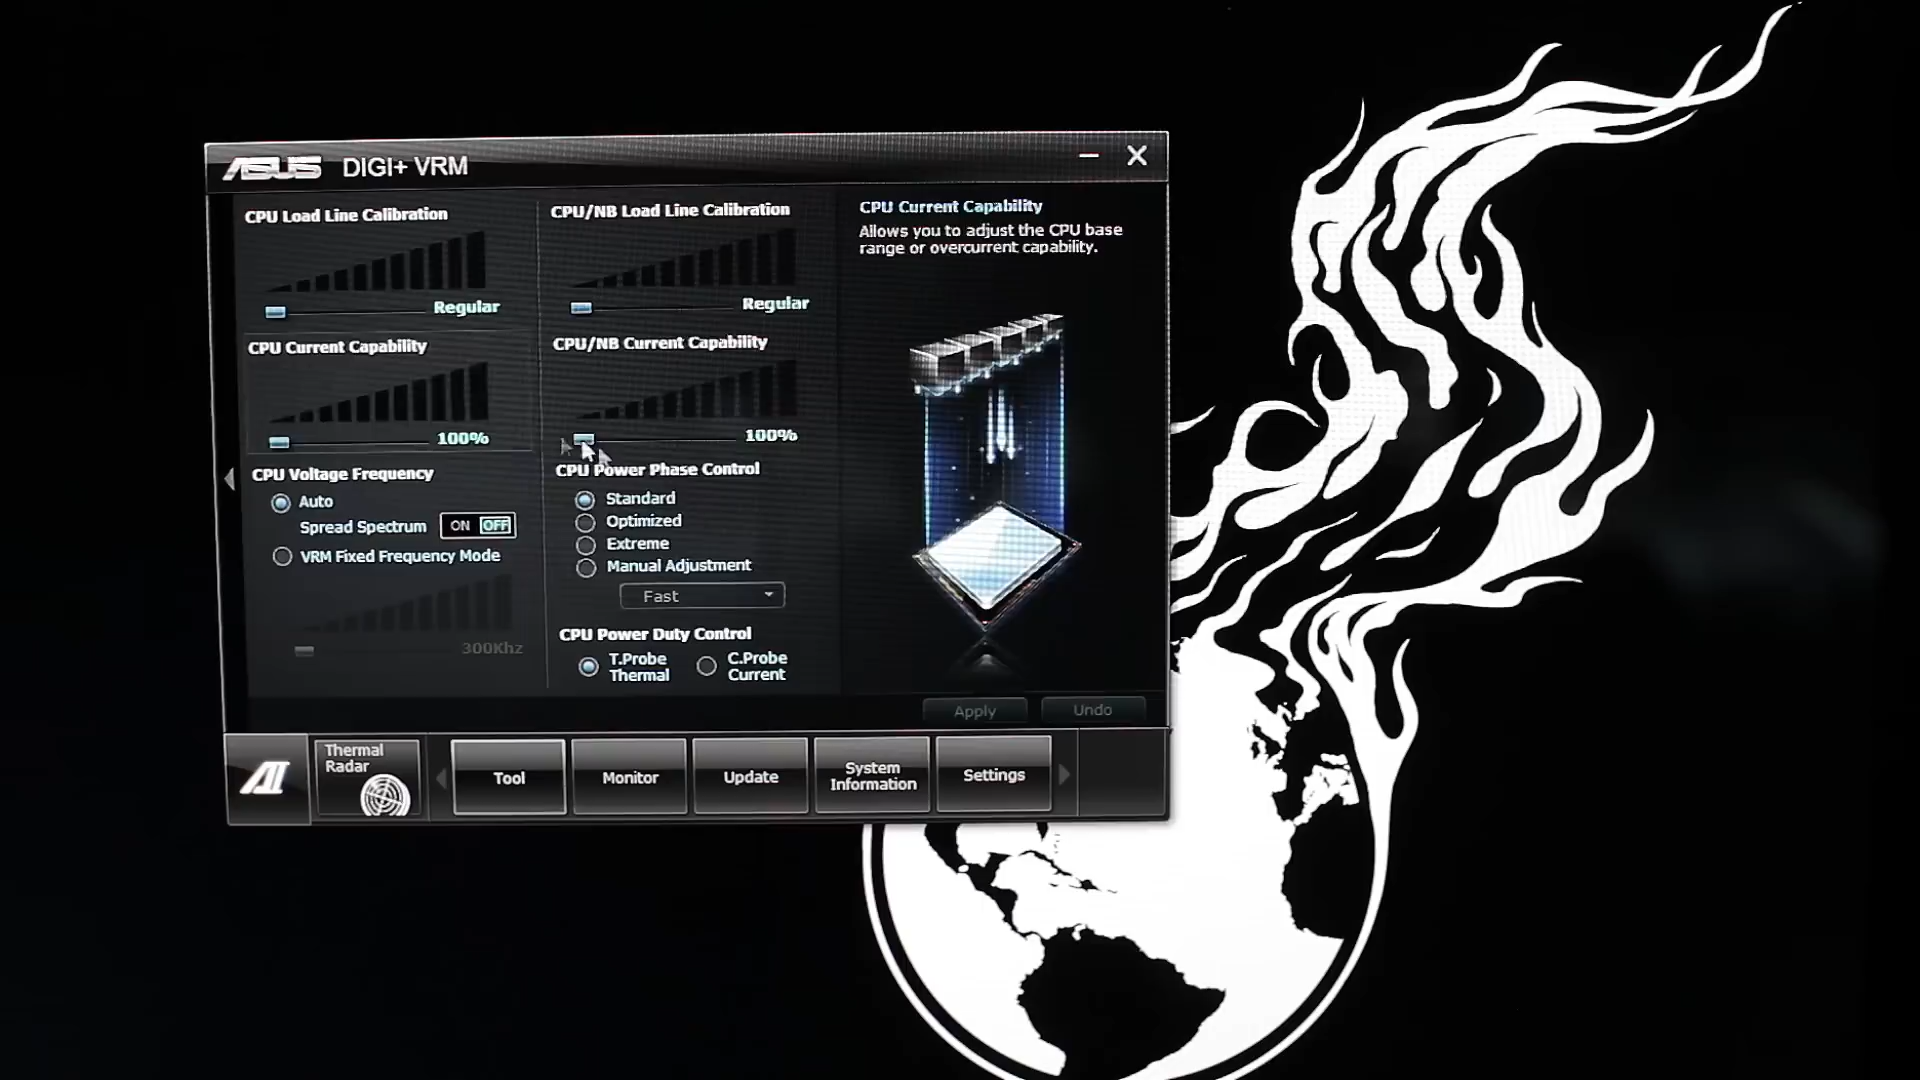 ASUS DIGI+ VRM
CPU Load Line Calibration
Regular
CPU/NB Load Line Calibration
Regular
CPU Current Capability
100%
CPU/NB Current Capability
100%
CPU Voltage Frequency
Auto
Spread Spectrum ON OFF
VRM Fixed Frequency Mode
300Khz
CPU Power Phase Control
Standard
Optimized
Extreme
Manual Adjustment
Fast
CPU Power Duty Control
T.Probe
Thermal
C.Probe
Current
CPU Current Capability
Allows you to adjust the CPU base
range or overcurrent capability.
Apply
Undo
Thermal
Radar
Tool
Monitor
Update
System
Information
Settings